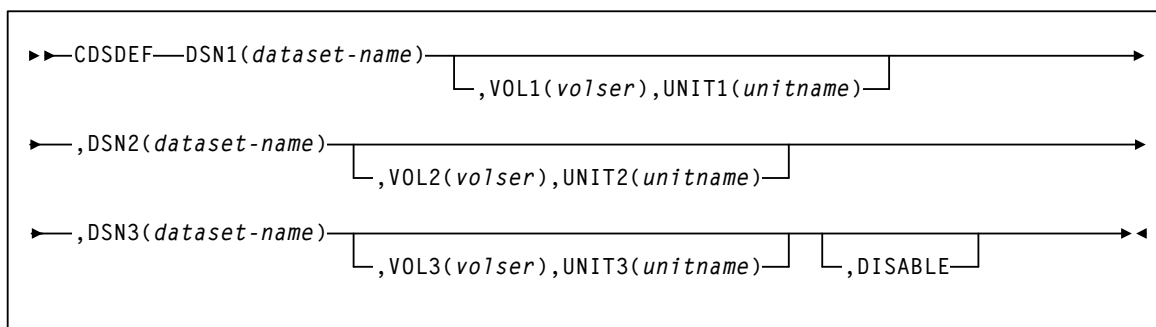 CDSDEF DSN1(dataset-name)
,VOL1(volser),UNIT1(unitname)
,DSN2(dataset-name)
,VOL2(volser),UNIT2(unitname)
,DSN3(dataset-name)
,VOL3(volser),UNIT3(unitname) ,DISABLE